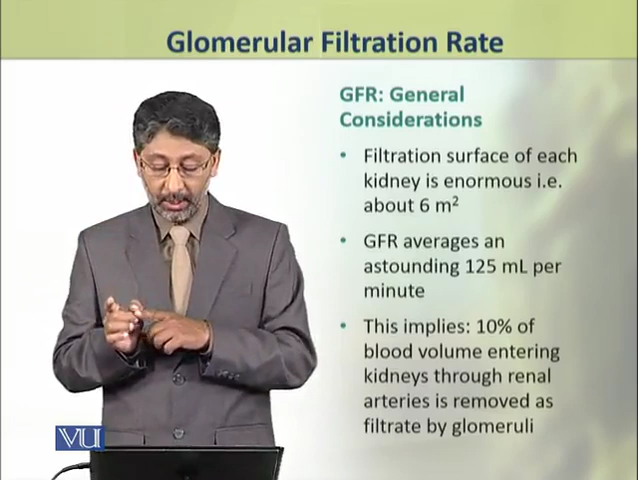 Glomerular Filtration Rate
GFR: General
Considerations
• Filtration surface of each
kidney is enormous i.e.
about 6 m²
• GFR averages an
astounding 125 mL per
minute
• This implies: 10% of
blood volume entering
kidneys through renal
arteries is removed as
filtrate by glomeruli
VU